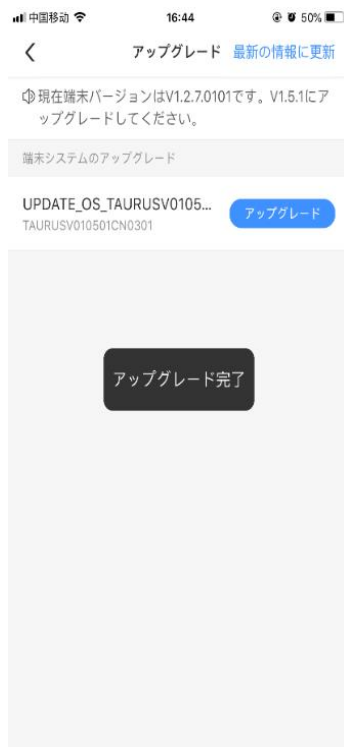 中国移动 16:44 50%
アップグレード 最新の情報に更新
現在端末バージョンはV1.2.7.0101です。V1.5.1にア
ップグレードしてください。
端末システムのアップグレード
UPDATE_OS_TAURUSV0105...
アップグレード
TAURUSV010501CN0301
アップグレード完了